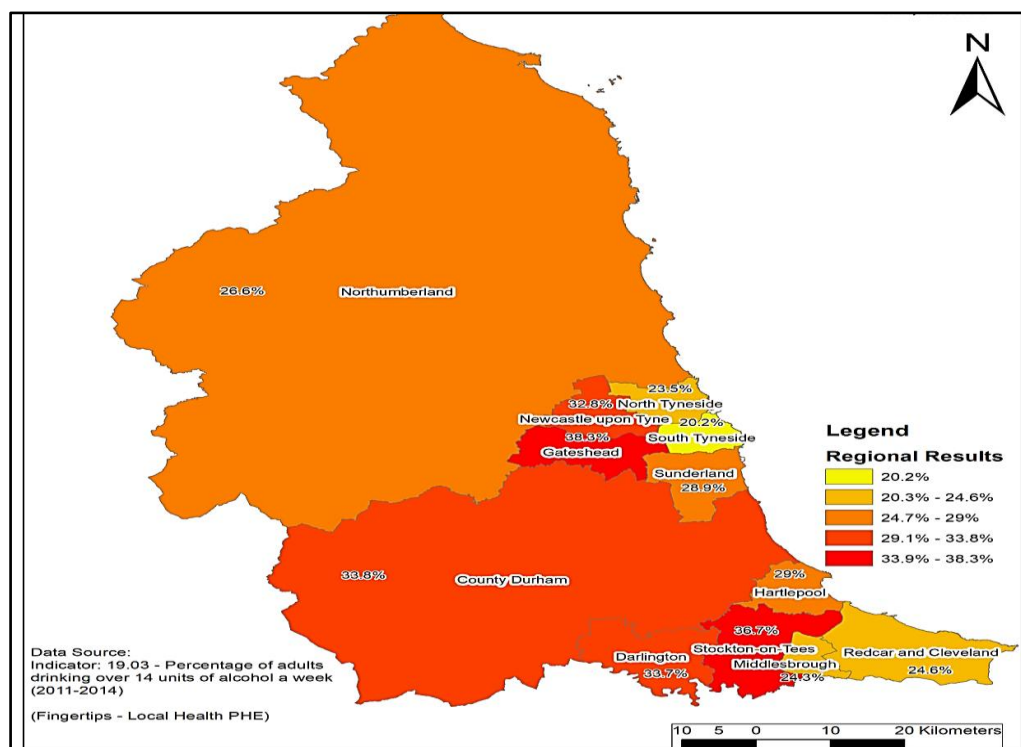 N
26.6%
Northumberland
23.5%
North Tyneside
32.8%
Newcastle upon Tyne
20.2%
South Tyneside
38.3%
Gateshead
Sunderland
28.9%
Legend
Regional Results
20.2%
20.3% - 24.6%
24.7% - 29%
29.1% - 33.8%
33.9% - 38.3%
33.8%
County Durham
29%
Hartlepool
36.7%
Stockton-on-Tees
Darlington
33.7%
Middlesbrough
24.3%
Redcar and Cleveland
24.6%
Data Source:
Indicator: 19.03 - Percentage of adults
drinking over 14 units of alcohol a week
(2011-2014)
(Fingertips - Local Health PHE)
10 5 0 10 20 Kilometers